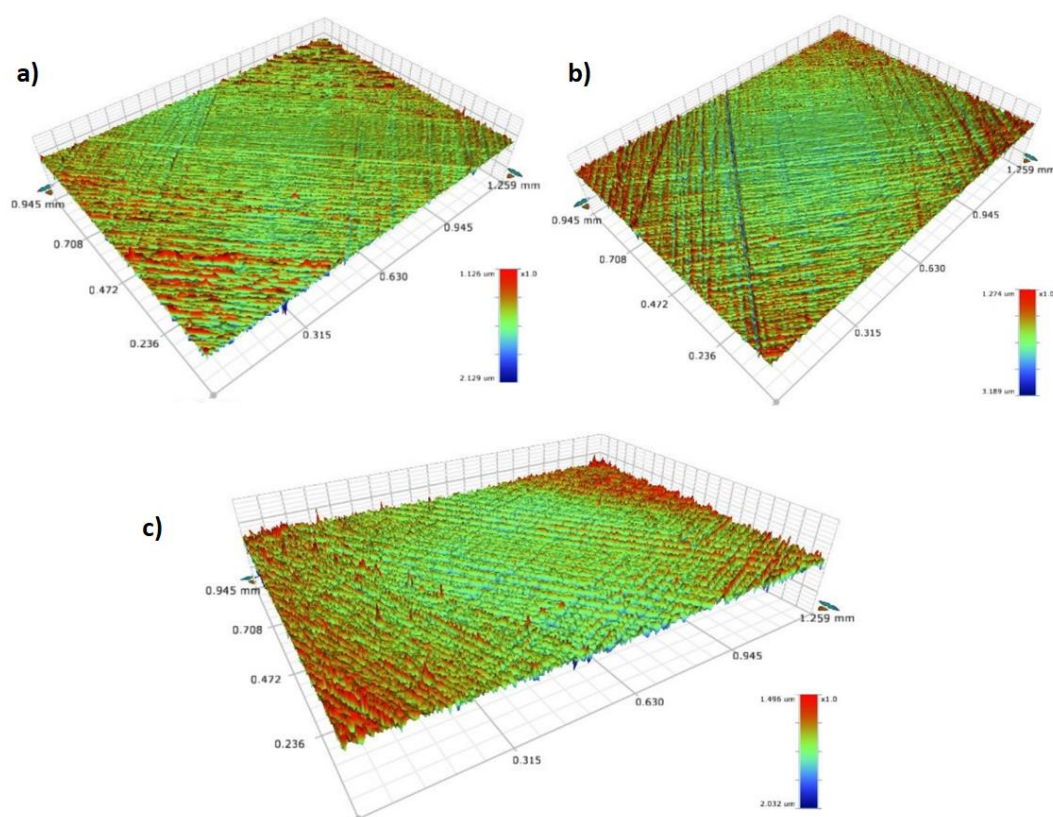 a)
0.945 mm
0.708
0.472
0.236
0.315
0.630
0.945
1.259 mm
1.126 um x1.0
2.129 um
b)
0.945 mm
0.708
0.472
0.236
0.315
0.630
0.945
1.259 mm
1.274 um x1.0
3.189 um
c)
0.945 mm
0.708
0.472
0.236
0.315
0.630
0.945
1.259 mm
1.496 um x1.0
2.032 um